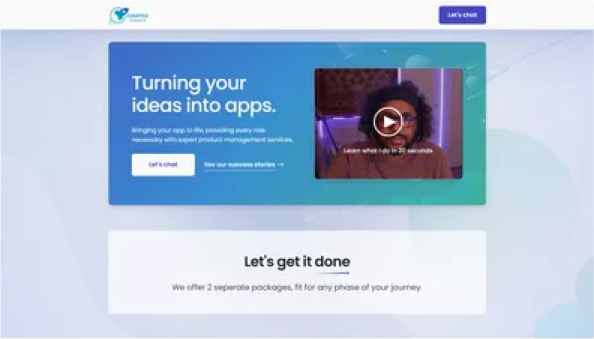 SHIPPED
Let's chat
Turning your
ideas into apps.
Bringing your app to life, providing every role
necessary with expert product management services.
Let's chat
See our success stories →
Learn what I do in 20 seconds
Let's get it done
We offer 2 seperate packages, fit for any phase of your journey.